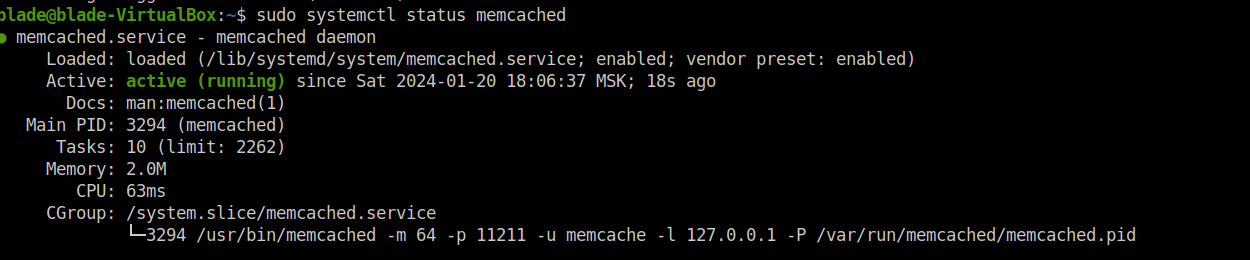 blade@blade-VirtualBox:~$ sudo systemctl status memcached
● memcached.service - memcached daemon
Loaded: loaded (/lib/systemd/system/memcached.service; enabled; vendor preset: enabled)
Active: active (running) since Sat 2024-01-20 18:06:37 MSK; 18s ago
Docs: man:memcached(1)
Main PID: 3294 (memcached)
Tasks: 10 (limit: 2262)
Memory: 2.0M
CPU: 63ms
CGroup: /system.slice/memcached.service
└─3294 /usr/bin/memcached -m 64 -p 11211 -u memcache -l 127.0.0.1 -P /var/run/memcached/memcached.pid